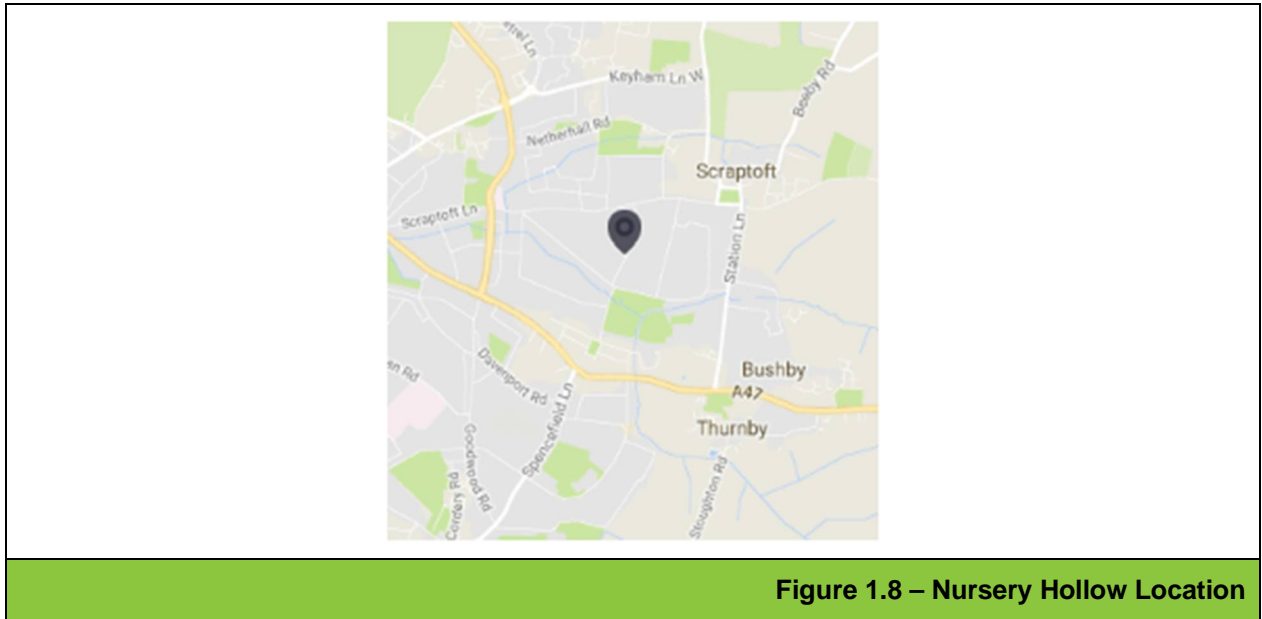 Keyham Ln W
Beeby Rd
Netherhall Rd
Scraptoft
Scraptoft Ln
Station Ln
Bushby
A47
Davenport Rd
Thurnby
Spencefield Ln
Goodwood Rd
Cordery Rd
Stoughton Rd
Figure 1.8 – Nursery Hollow Location